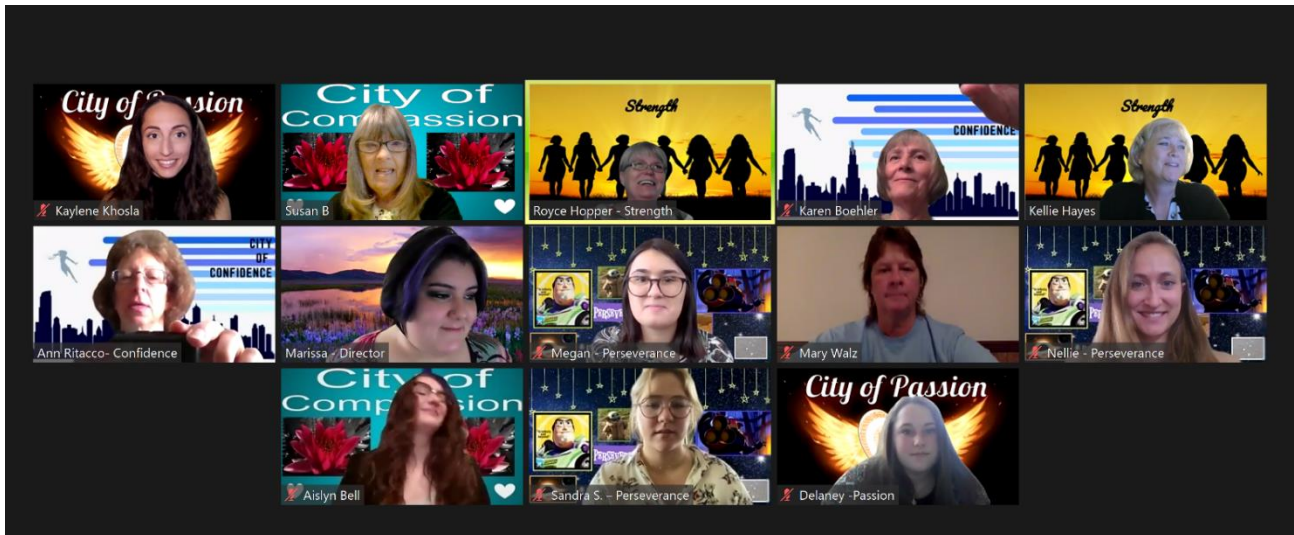 City of Passion
Kaylene Khosla
City of
Compassion
Susan B
Strength
Royce Hopper - Strength
CONFIDENCE
Karen Boehler
Strength
Kellie Hayes
CITY
OF
CONFIDENCE
Ann Ritacco- Confidence
Marissa - Director
Megan - Perseverance
Mary Walz
Nellie - Perseverance
City of
Compassion
Aislyn Bell
Sandra S. - Perseverance
City of Passion
Delaney -Passion